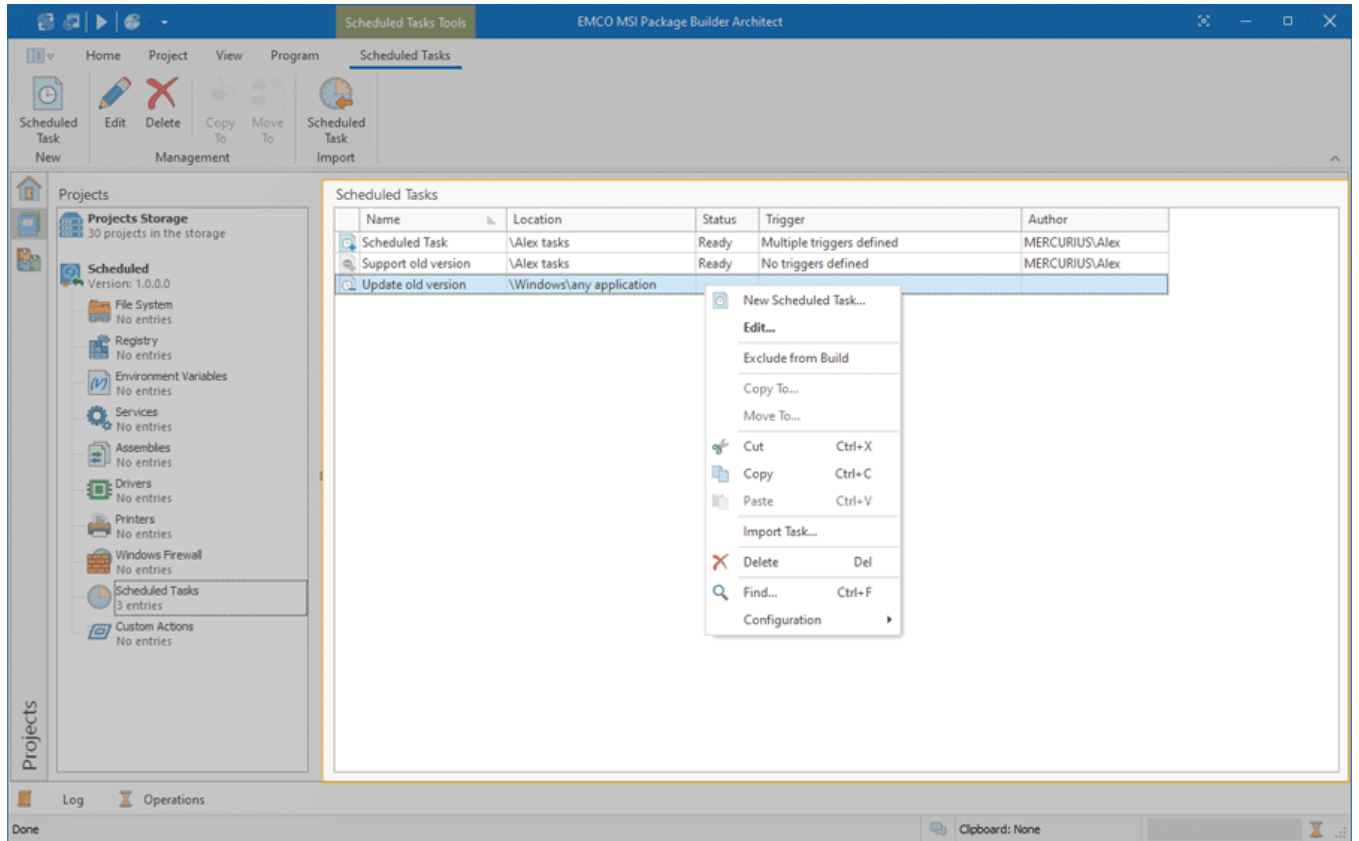 Scheduled Tasks Tools
EMCO MSI Package Builder Architect
Home Project View Program Scheduled Tasks
Scheduled Task
Edit
Delete
Copy To
Move To
Scheduled Task
New
Management
Import
Projects
Projects Storage
30 projects in the storage
Scheduled
Version: 1.0.0.0
File System
No entries
Registry
No entries
Environment Variables
No entries
Services
No entries
Assemblies
No entries
Drivers
No entries
Printers
No entries
Windows Firewall
No entries
Scheduled Tasks
3 entries
Custom Actions
No entries
Projects
Scheduled Tasks
Name Location Status Trigger Author
Scheduled Task \Alex tasks Ready Multiple triggers defined MERCURIUS\Alex
Support old version \Alex tasks Ready No triggers defined MERCURIUS\Alex
Update old version \Windows\any application
New Scheduled Task...
Edit...
Exclude from Build
Copy To...
Move To...
Cut Ctrl+X
Copy Ctrl+C
Paste Ctrl+V
Import Task...
Delete Del
Find... Ctrl+F
Configuration
Log Operations
Done
Clipboard: None